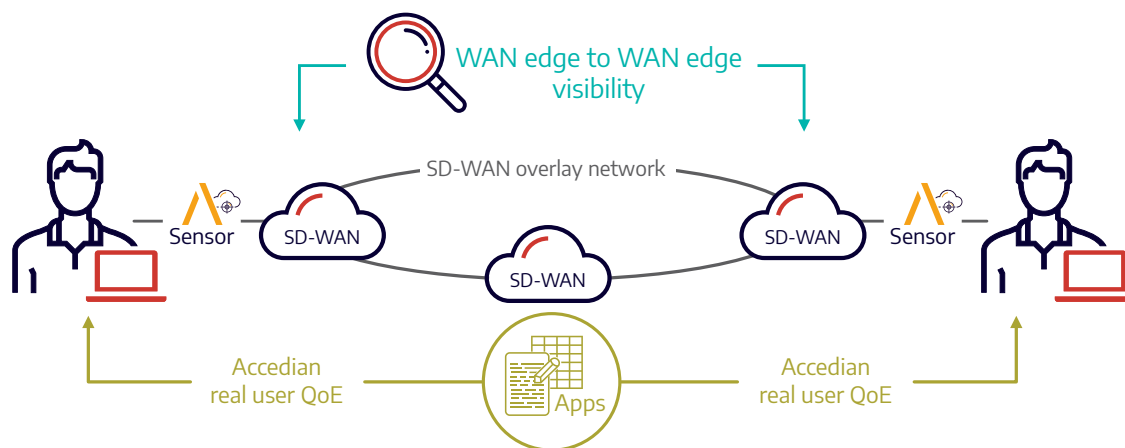 WAN edge to WAN edge
visibility
SD-WAN overlay network
Sensor
SD-WAN
SD-WAN
SD-WAN
Sensor
Accedian
real user QoE
Apps
Accedian
real user QoE